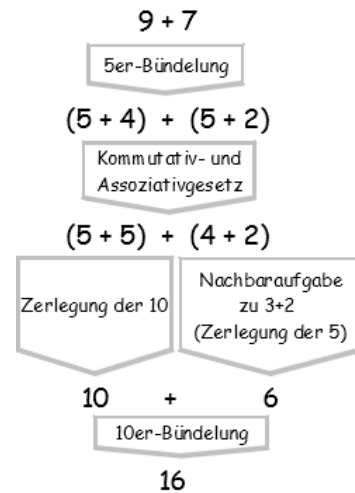 9 + 7
5er-Bündelung
(5 + 4) + (5 + 2)
Kommutativ- und
Assoziativgesetz
(5 + 5) + (4 + 2)
Zerlegung der 10
Nachbaraufgabe
zu 3+2
(Zerlegung der 5)
10 + 6
10er-Bündelung
16